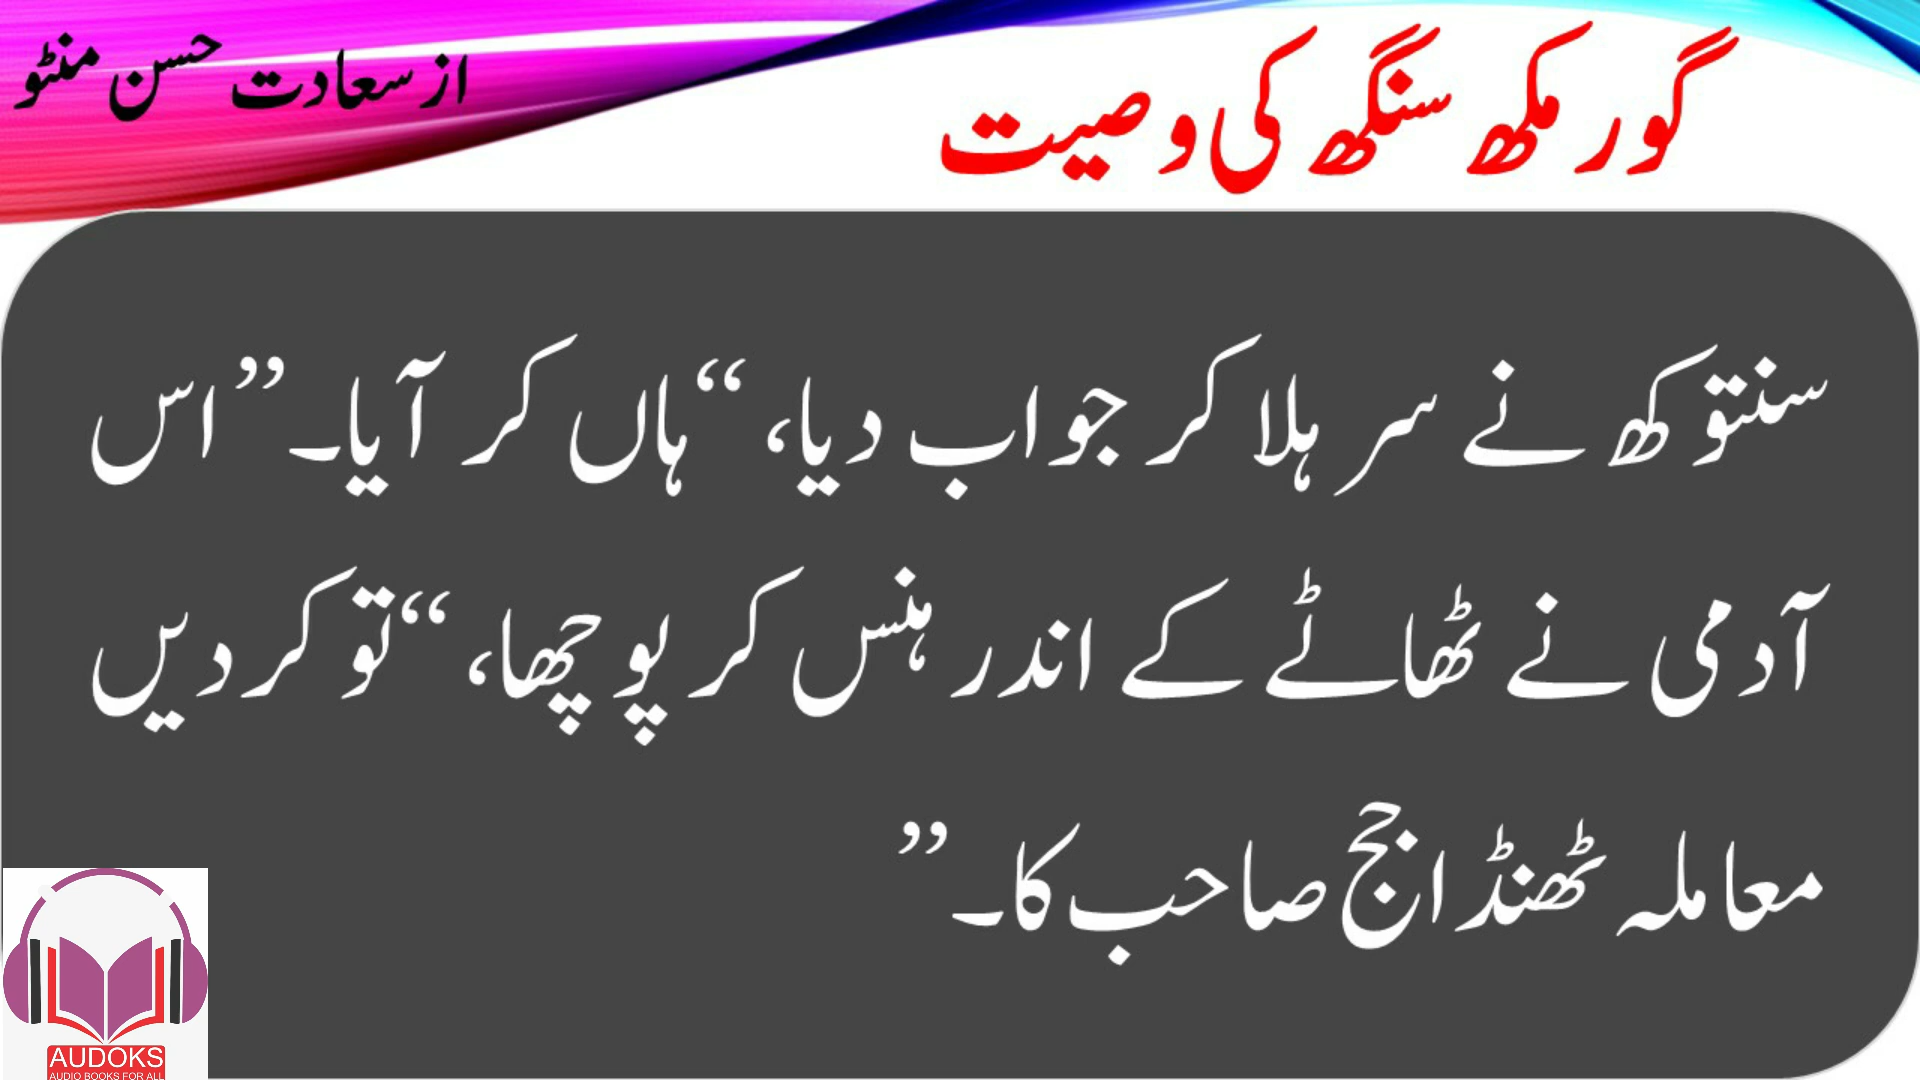 گورمکھ سنگھ کی وصیت
از سعادت حسن منٹو
سنتوکھ نے سر ہلا کر جواب دیا، “ہاں کر آیا۔” اس
آدمی نے ٹھاٹے کے اندر ہنس کر پوچھا، “تو کردیں
معاملہ ٹھنڈا جج صاحب کا۔”
AUDOKS
AUDIO BOOKS FOR ALL